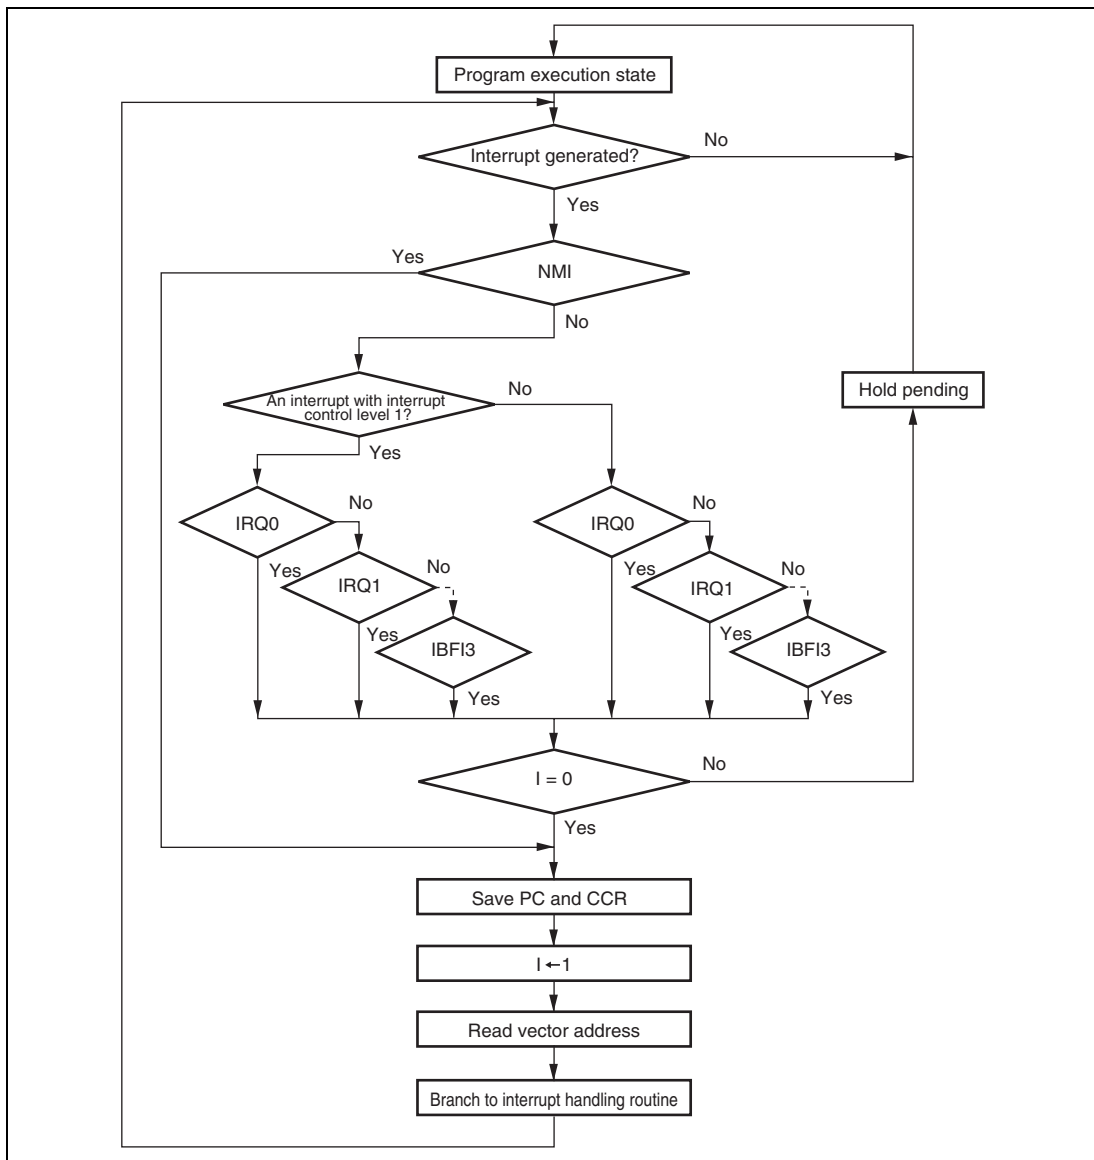 Program execution state
Interrupt generated?
No
Yes
Yes
NMI
No
An interrupt with interrupt
control level 1?
No
Hold pending
Yes
IRQ0
No
IRQ0
No
Yes
IRQ1
No
Yes
IRQ1
No
Yes
IBFI3
Yes
IBFI3
Yes
Yes
I = 0
No
Yes
Save PC and CCR
I ←1
Read vector address
Branch to interrupt handling routine